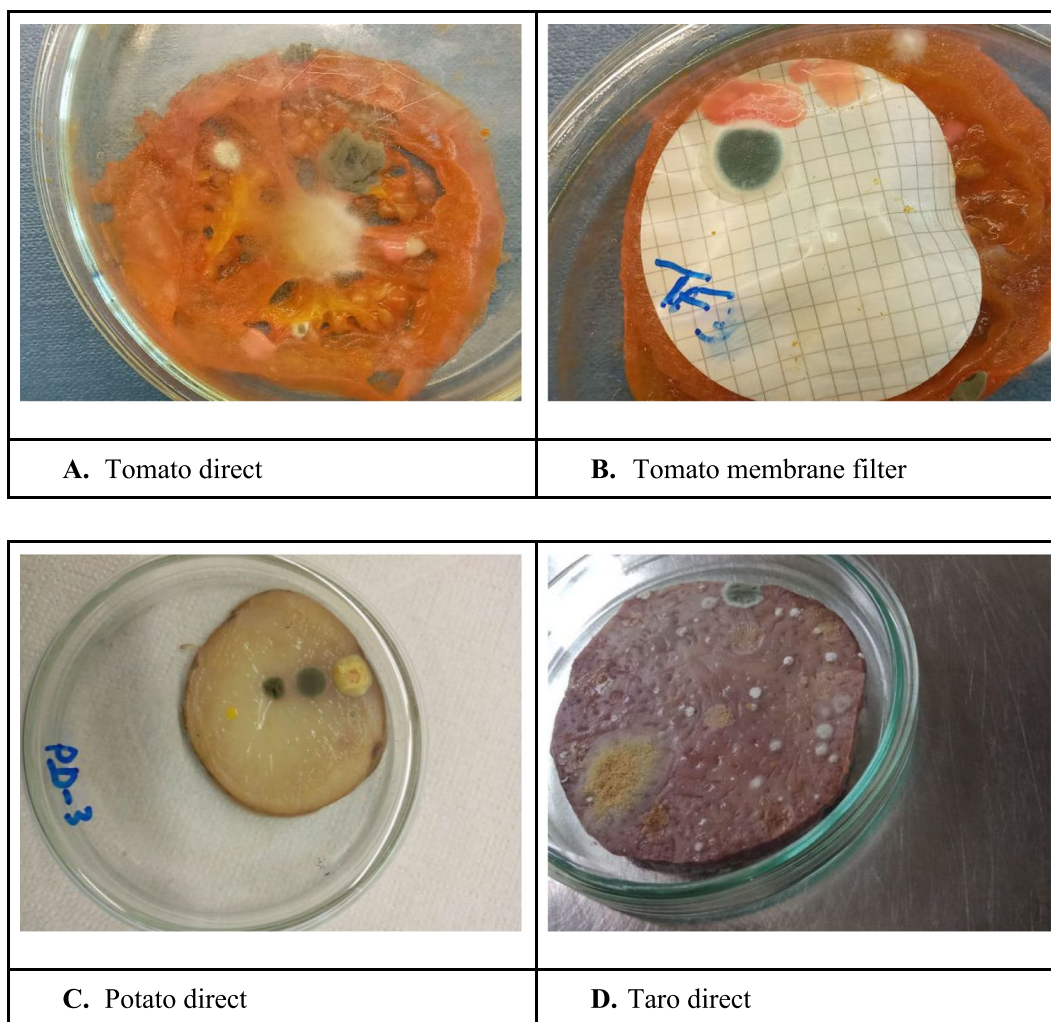 A. Tomato direct
B. Tomato membrane filter
PD-3
C. Potato direct
D. Taro direct